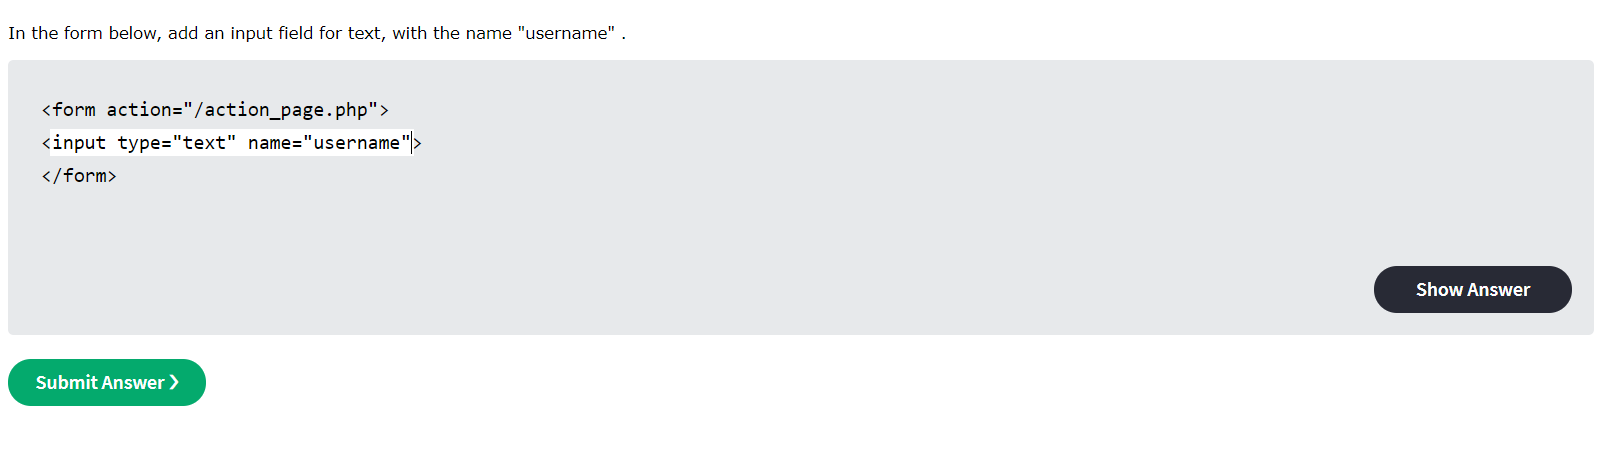 In the form below, add an input field for text, with the name "username" .
<form action="/action_page.php">
<input type="text" name="username">
</form>
Show Answer
Submit Answer ❯